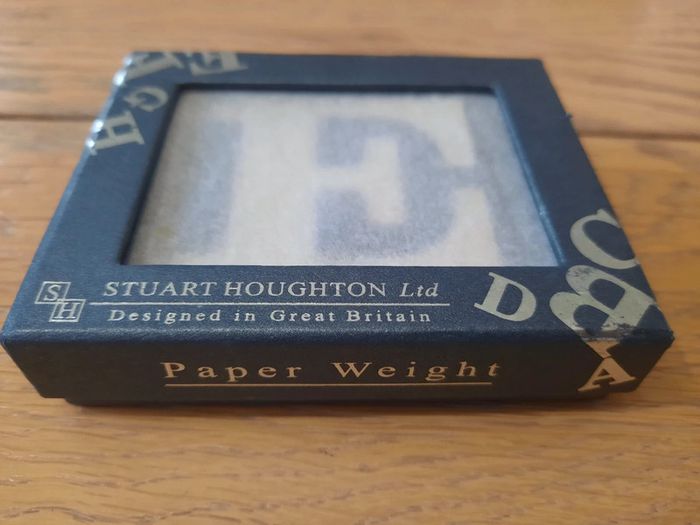 E F
A
G
H
E
S
H
STUART HOUGHTON Ltd
Designed in Great Britain
D
C
B
A
Paper Weight